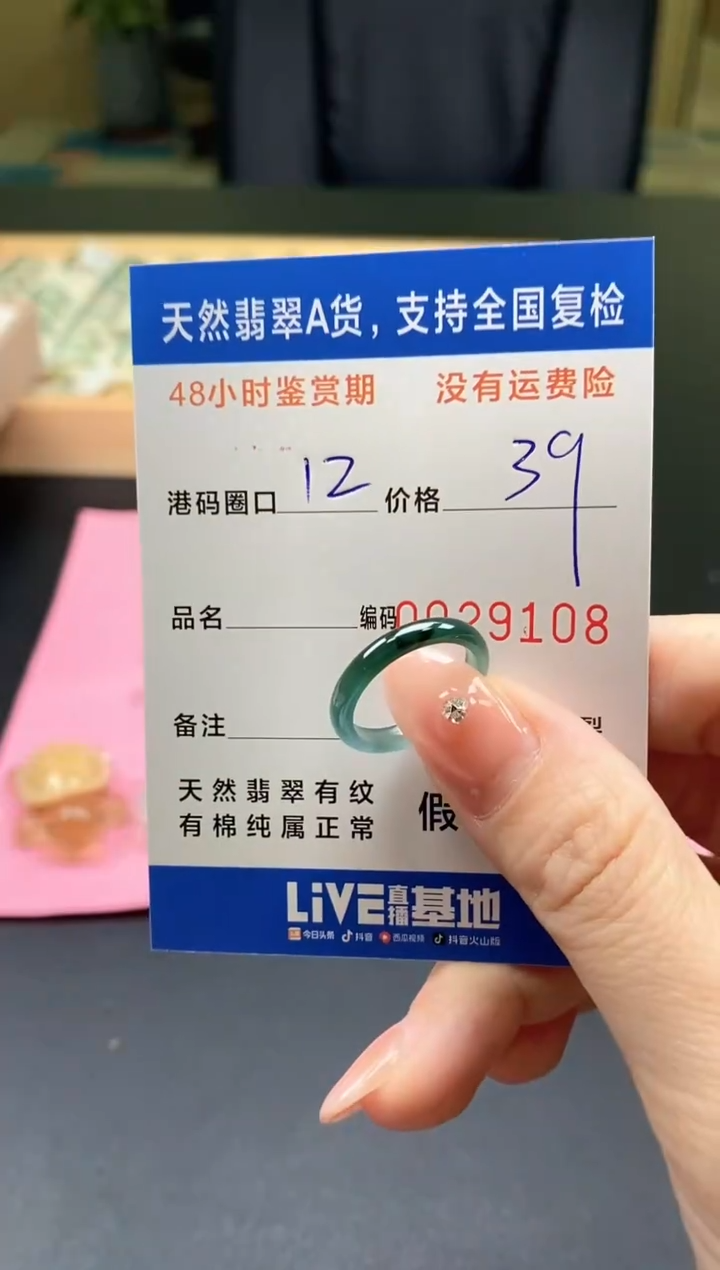 天然翡翠A货，支持全国复检
48小时鉴赏期 没有运费险
港码圈口 12 价格 39
品名 编码 0029108
备注 型
天然翡翠有纹
有棉纯属正常 假
LiVE直播基地
今日头条 抖音 西瓜视频 抖音火山版